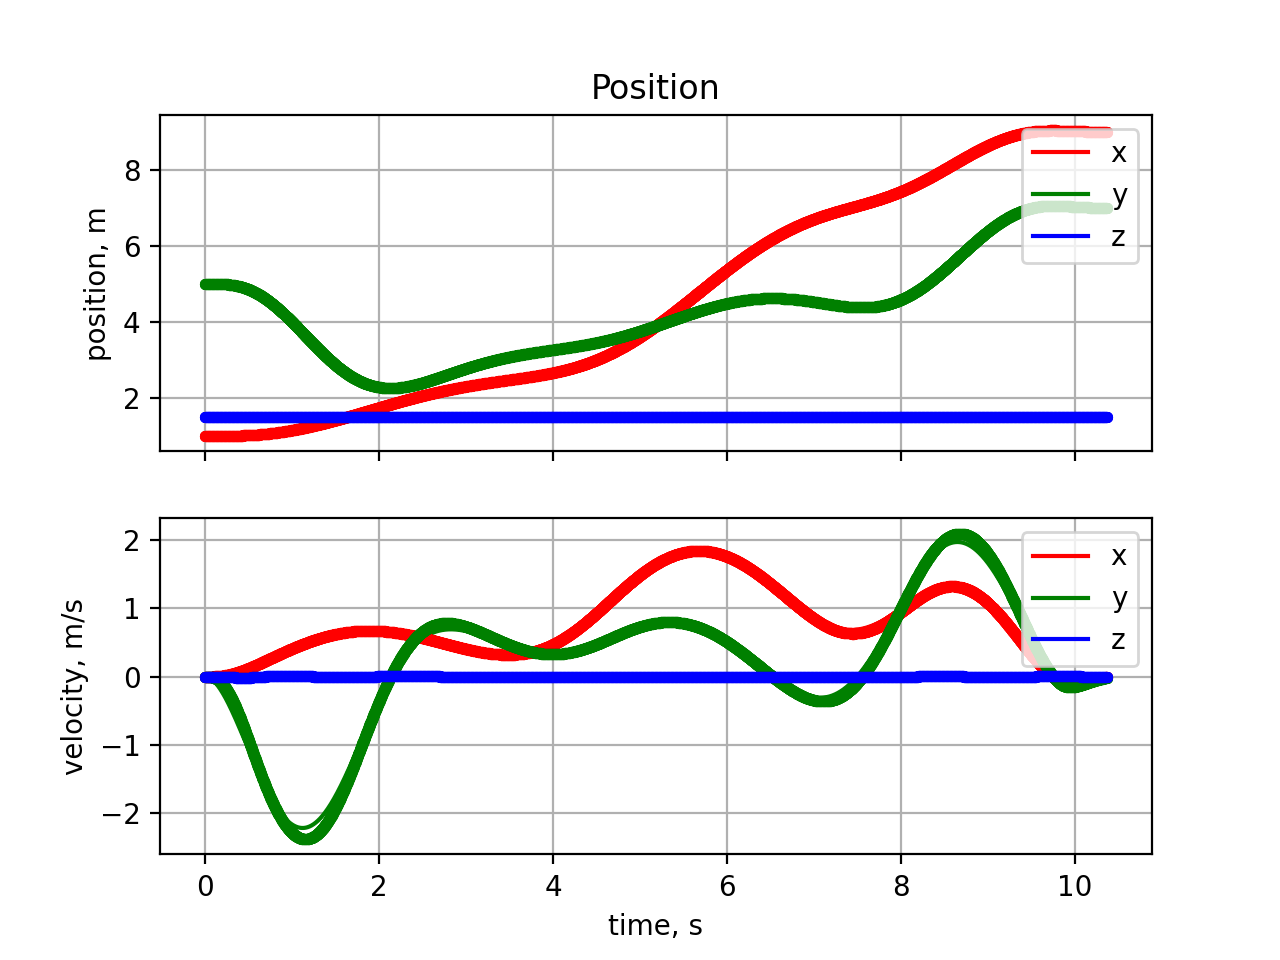 Position
position, m
8
6
4
2
x
y
z
velocity, m/s
2
1
0
−1
−2
x
y
z
0 2 4 6 8 10
time, s